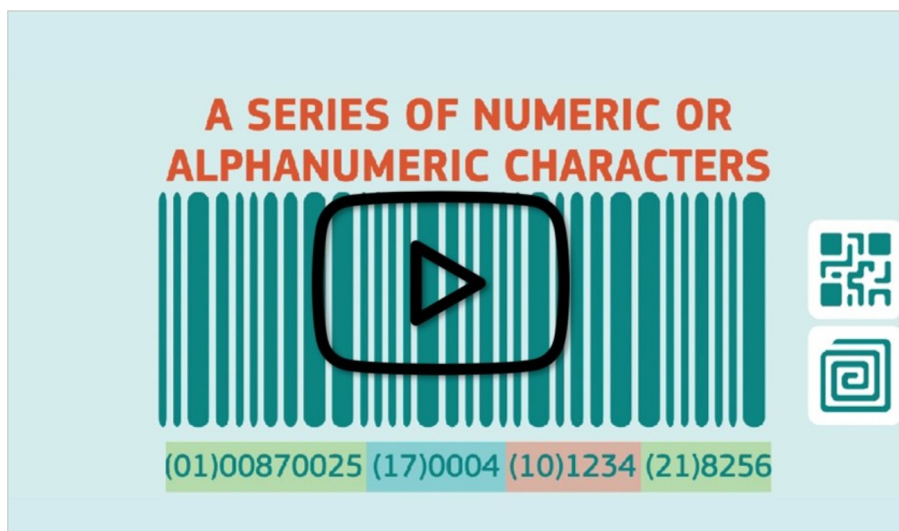 A SERIES OF NUMERIC OR
ALPHANUMERIC CHARACTERS
(01)00870025 (17)0004 (10)1234 (21)8256